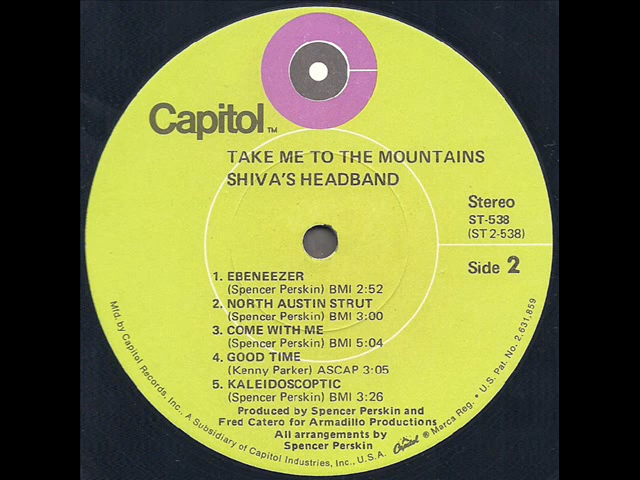 Capitol TM
TAKE ME TO THE MOUNTAINS
SHIVA'S HEADBAND
Stereo
ST-538
(ST 2-538)
Side 2
1. EBENEEZER
(Spencer Perskin) BMI 2:52
2. NORTH AUSTIN STRUT
(Spencer Perskin) BMI 3:00
3. COME WITH ME
(Spencer Perskin) BMI 5:04
4. GOOD TIME
(Kenny Parker) ASCAP 3:05
5. KALEIDOSCOPTIC
(Spencer Perskin) BMI 3:26
Produced by Spencer Perskin and
Fred Catero for Armadillo Productions
All arrangements by
Spencer Perskin
Mfd. by Capitol Records, Inc., A Subsidiary of Capitol Industries, Inc., U.S.A. Capitol ® Marca Reg. • U.S. Pat. No. 2,631,859